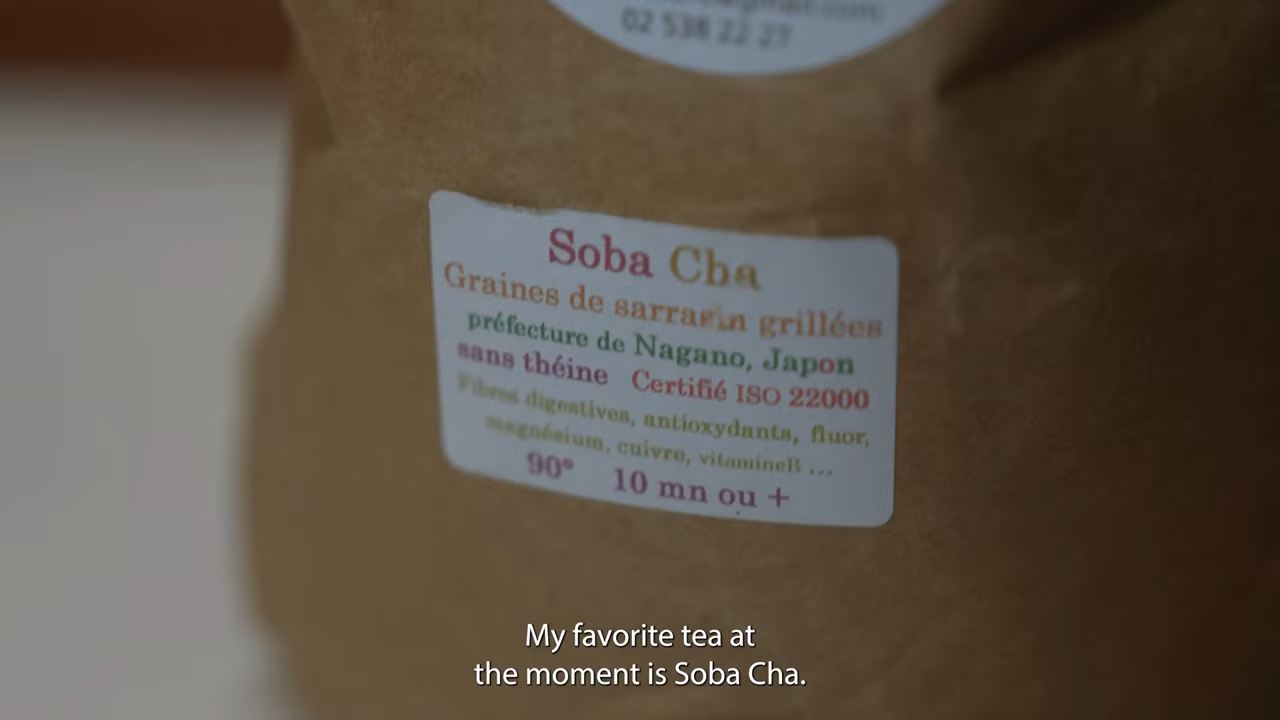 02 538 22 27
Soba Cha
Graines de sarrasin grillées
préfecture de Nagano, Japon
sans théine Certifié ISO 22000
Fibres digestives, antioxydants, fluor,
magnésium, cuivre, vitamineB ...
90° 10 mn ou +
My favorite tea at
the moment is Soba Cha.